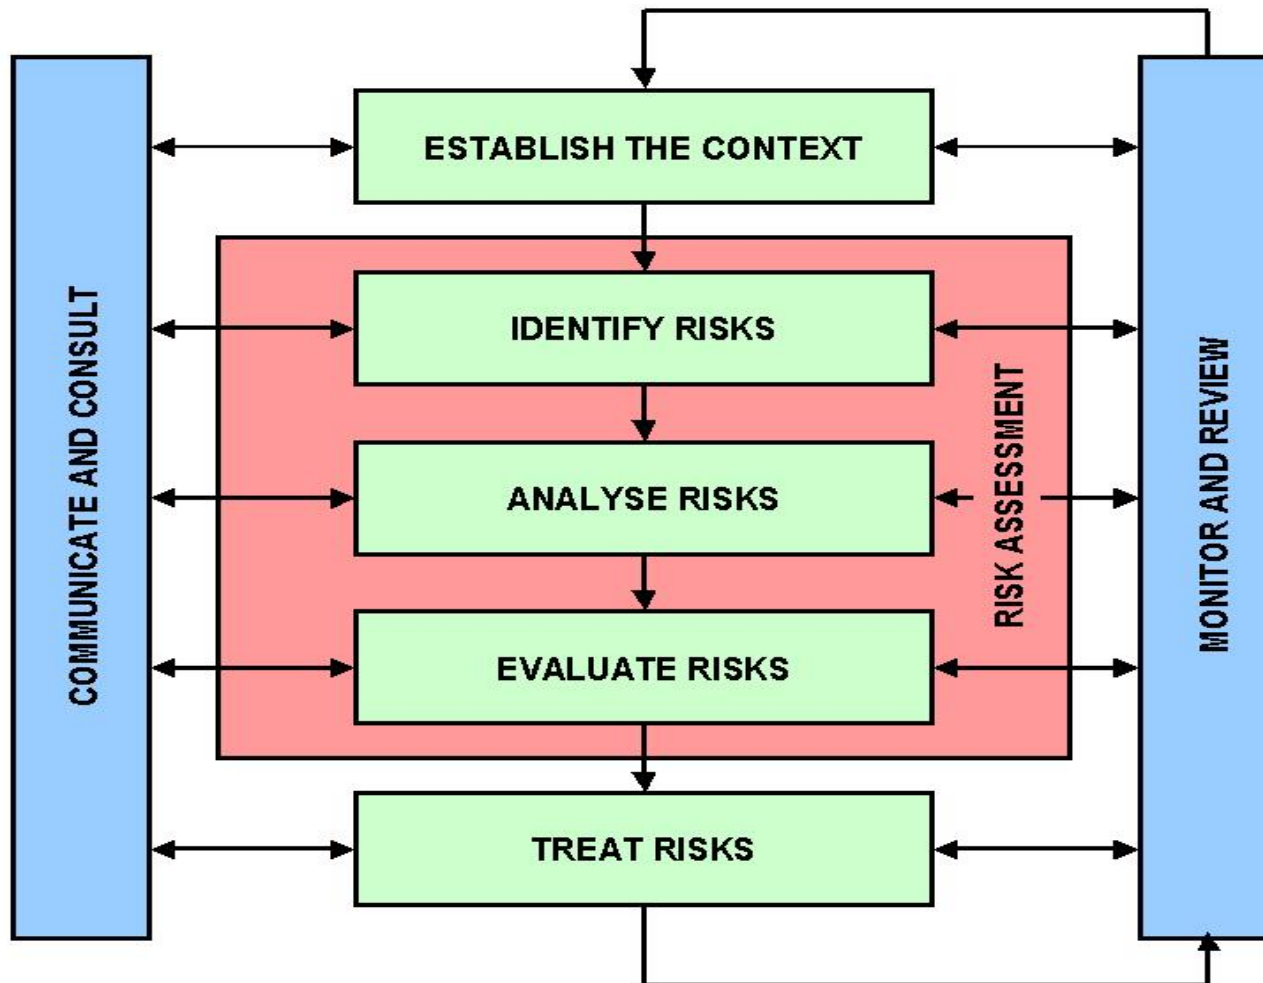 ESTABLISH THE CONTEXT
COMMUNICATE AND CONSULT
IDENTIFY RISKS
ANALYSE RISKS
EVALUATE RISKS
RISK ASSESSMENT
TREAT RISKS
MONITOR AND REVIEW